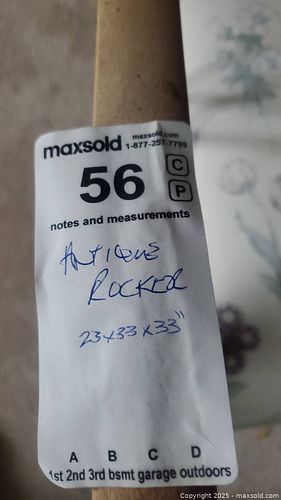 maxsold maxsold.com
1-877-257-7799
56 C
P
notes and measurements
ANTIQUE
ROCKER
23x33x33"
A B C D
1st 2nd 3rd bsmt garage outdoors
Copyright 2025 - maxsold.com